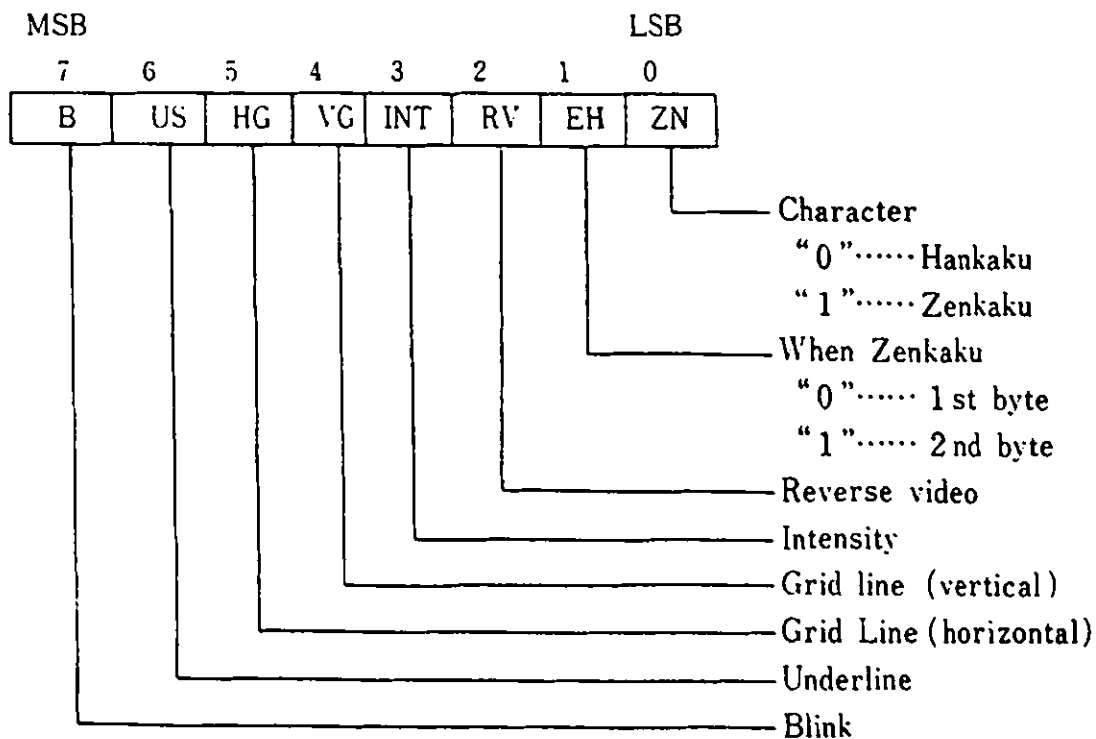 MSB LSB
7 6 5 4 3 2 1 0
B US HG VG INT RV EH ZN
Character
“0”······Hankaku
“1”······Zenkaku
When Zenkaku
“0”······1st byte
“1”······2nd byte
Reverse video
Intensity
Grid line (vertical)
Grid Line (horizontal)
Underline
Blink